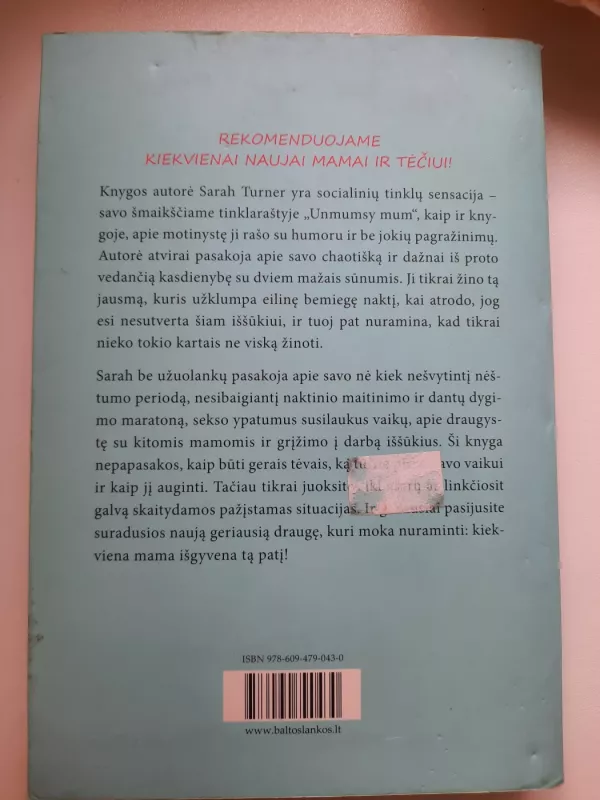 REKOMENDUOJAME
KIEKVIENAI NAUJAI MAMAI IR TĖČIUI!
Knygos autorė Sarah Turner yra socialinių tinklų sensacija –
savo šmaikščiame tinklaraštyje „Unmumsy mum“, kaip ir kny-
goje, apie motinystę ji rašo su humoru ir be jokių pagražinimų.
Autorė atvirai pasakoja apie savo chaotišką ir dažnai iš proto
vedančią kasdienybę su dviem mažais sūnumis. Ji tikrai žino tą
jausmą, kuris užklumpa eilinę bemiegę naktį, kai atrodo, jog
esi nesutverta šiam iššūkiui, ir tuoj pat nuramina, kad tikrai
nieko tokio kartais ne viską žinoti.
Sarah be užuolankų pasakoja apie savo nė kiek nešvytintį nėš-
tumo periodą, nesibaigiantį naktinio maitinimo ir dantų dygi-
mo maratoną, sekso ypatumus susilaukus vaikų, apie draugys-
tę su kitomis mamomis ir grįžimo į darbą iššūkius. Ši knyga
nepapasakos, kaip būti gerais tėvais, ką vaikui
ir kaip jį auginti. Tačiau tikrai juoksitės iki ašarų ar linkčiosit
galvą skaitydamos pažįstamas situacijas. pasijusite
suradusios naują geriausią draugę, kuri moka nuraminti: kiek-
viena mama išgyvena tą patį!
ISBN 978-609-479-043-0
www.baltoslankos.lt